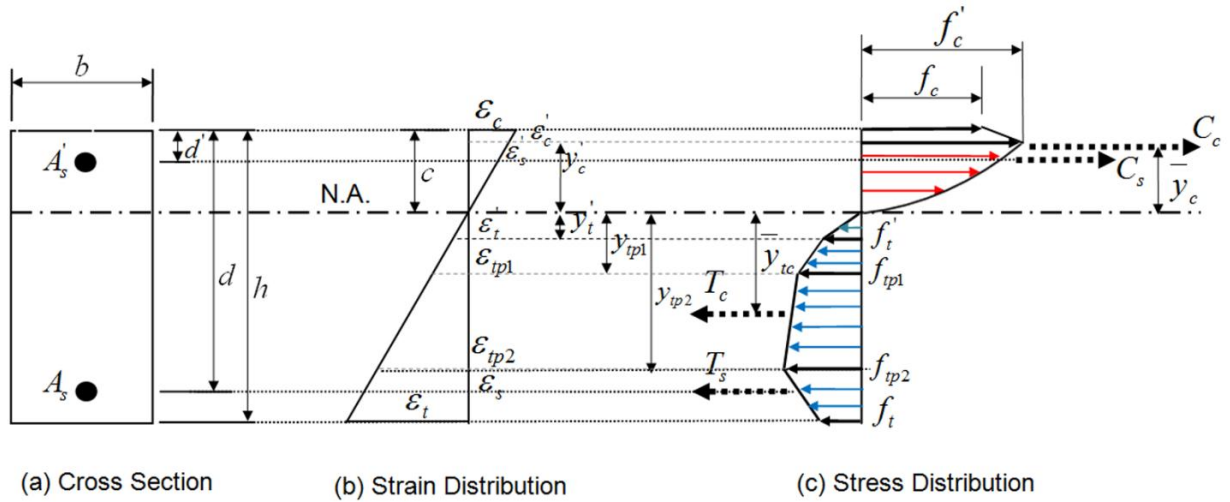 b
d'
A's
c
N.A.
d
h
As
εc
ε'c
ε's
y'c
ε't
y't
εtp1
ytp1
ytp2
εtp2
εs
εt
f'c
fc
Cc
Cs
ȳc
f't
ȳtc
ftp1
Tc
Ts
ftp2
ft
(a) Cross Section (b) Strain Distribution (c) Stress Distribution